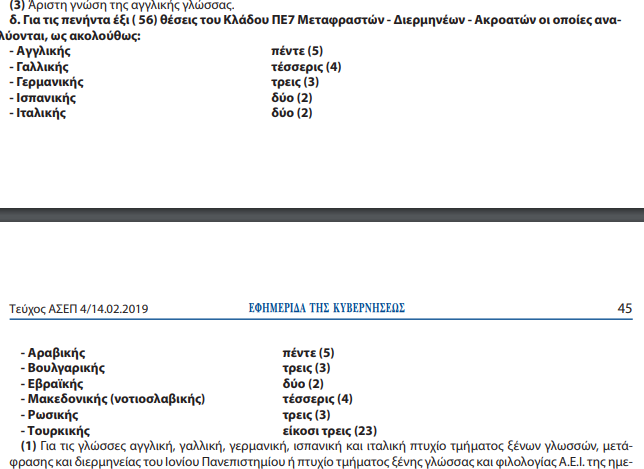 (3) Άριστη γνώση της αγγλικής γλώσσας.
δ. Για τις πενήντα έξι ( 56) θέσεις του Κλάδου ΠΕ7 Μεταφραστών - Διερμηνέων - Ακροατών οι οποίες ανα-
λύονται, ως ακολούθως:
- Αγγλικής πέντε (5)
- Γαλλικής τέσσερις (4)
- Γερμανικής τρεις (3)
- Ισπανικής δύο (2)
- Ιταλικής δύο (2)
Τεύχος ΑΣΕΠ 4/14.02.2019 ΕΦΗΜΕΡΙΔΑ ΤΗΣ ΚΥΒΕΡΝΗΣΕΩΣ 45
- Αραβικής πέντε (5)
- Βουλγαρικής τρεις (3)
- Εβραϊκής δύο (2)
- Μακεδονικής (νοτιοσλαβικής) τέσσερις (4)
- Ρωσικής τρεις (3)
- Τουρκικής είκοσι τρεις (23)
(1) Για τις γλώσσες αγγλική, γαλλική, γερμανική, ισπανική και ιταλική πτυχίο τμήματος ξένων γλωσσών, μετά-
φρασης και διερμηνείας του Ιονίου Πανεπιστημίου ή πτυχίο τμήματος ξένης γλώσσας και φιλολογίας Α.Ε.Ι. της ημε-